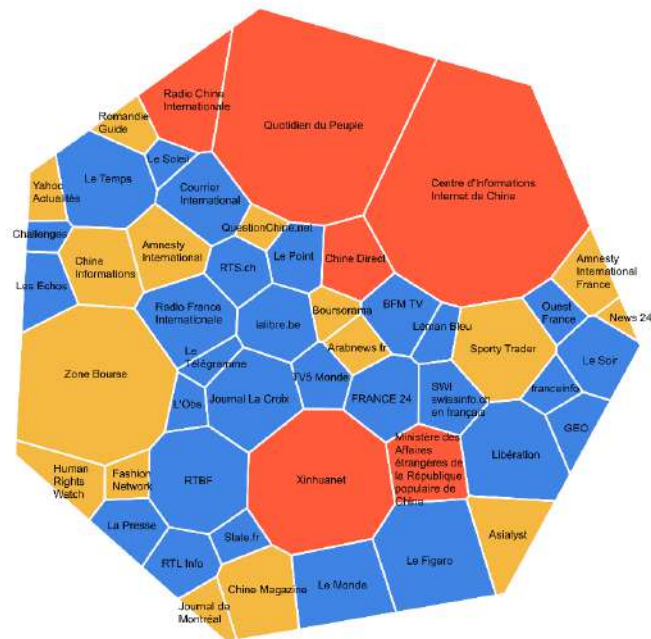 Radio China
Internationale
Romandie
Guide
Quotidien du Peuple
Le Soleil
Yahoo
Actualités
Le Temps
Courrier
International
Centre d'Informations
Internet de Chine
Challenges
QuestionChine.net
Amnesty
International
Le Point
Chine Direct
Chine
Informations
RTS.ch
Amnesty
International France
Les Echos
Radio France
Internationale
Boursorama
BFM TV
Ouest
France
News 24
lalibre.be
Léman Bleu
Arabnews.fr
Sporty Trader
Le
Télégramme
Le Soir
Zone Bourse
TV5 Monde
franceinfo
L'Obs
Journal La Croix
FRANCE 24
SWI
swissinfo.ch
en français
GEO
Ministère des
Affaires
étrangères de
la République
populaire de
Chine
Libération
Human
Rights
Watch
Fashion
Network
RTBF
Xinhuanet
La Presse
Slate.fr
Asialyst
RTL Info
Le Figaro
Chine Magazine
Le Monde
Journal de
Montréal